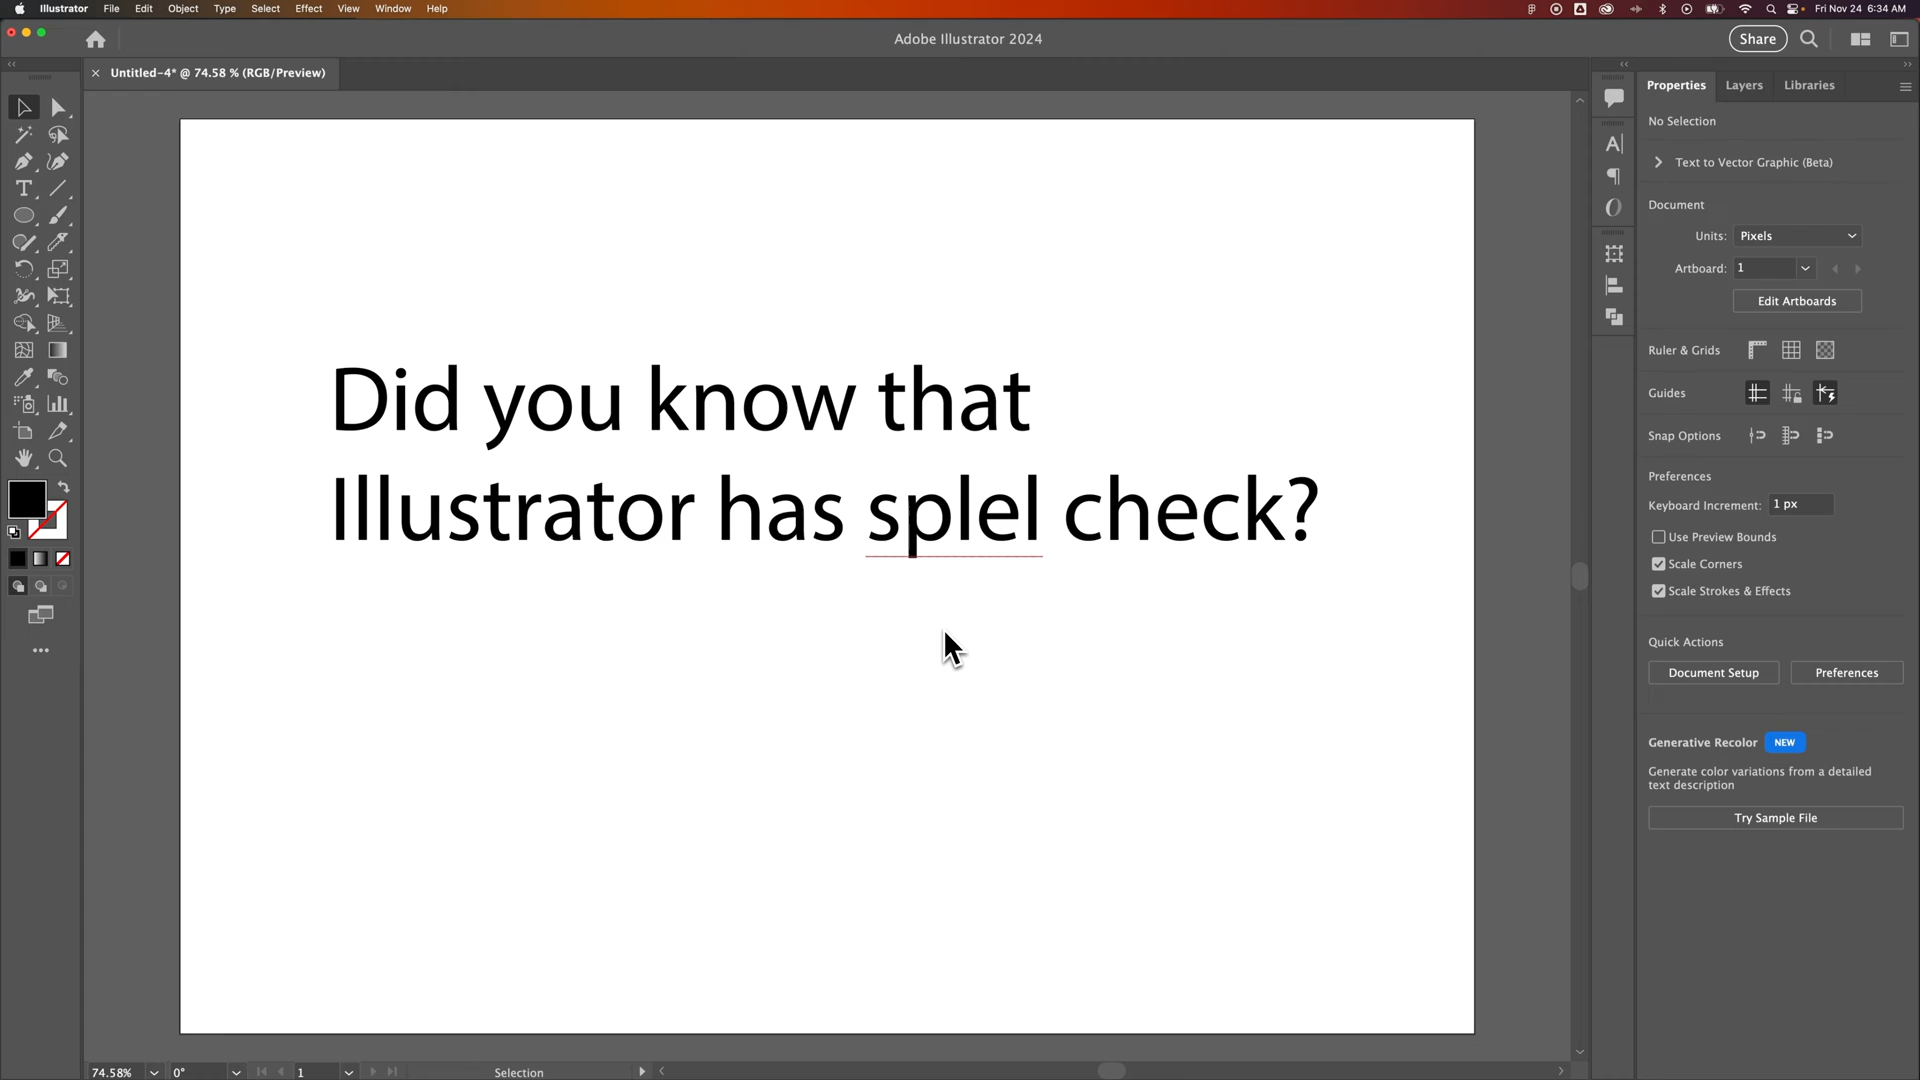 Illustrator File Edit Object Type Select Effect View Window Help
Fri Nov 24 6:34 AM
Adobe Illustrator 2024
Share
Untitled-4* @ 74.58 % (RGB/Preview)
Properties Layers Libraries
No Selection
Text to Vector Graphic (Beta)
Document
Units: Pixels
Artboard: 1
Edit Artboards
Ruler & Grids
Guides
Snap Options
Preferences
Keyboard Increment: 1 px
Use Preview Bounds
Scale Corners
Scale Strokes & Effects
Quick Actions
Document Setup Preferences
Generative Recolor NEW
Generate color variations from a detailed
text description
Try Sample File
Did you know that
Illustrator has splel check?
74.58% 0° 1 Selection